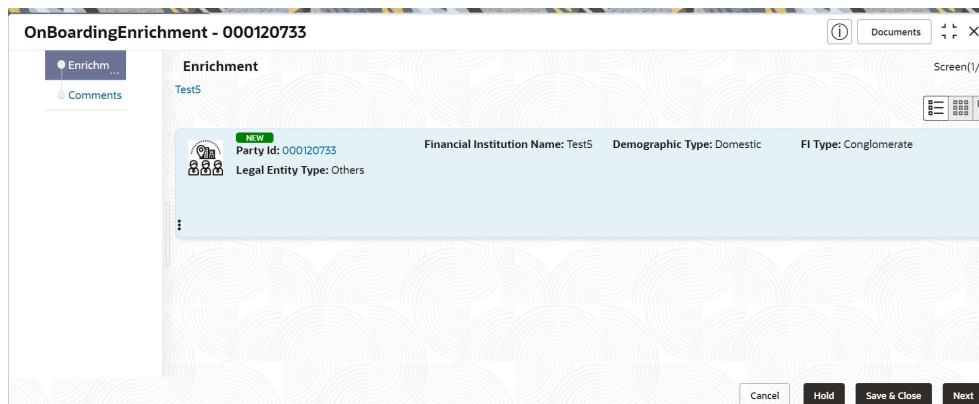 OnBoardingEnrichment - 000120733
Documents
Enrichm...
Comments
Enrichment
Screen(1/
Test5
NEW
Party Id: 000120733
Legal Entity Type: Others
Financial Institution Name: Test5
Demographic Type: Domestic
FI Type: Conglomerate
Cancel
Hold
Save & Close
Next